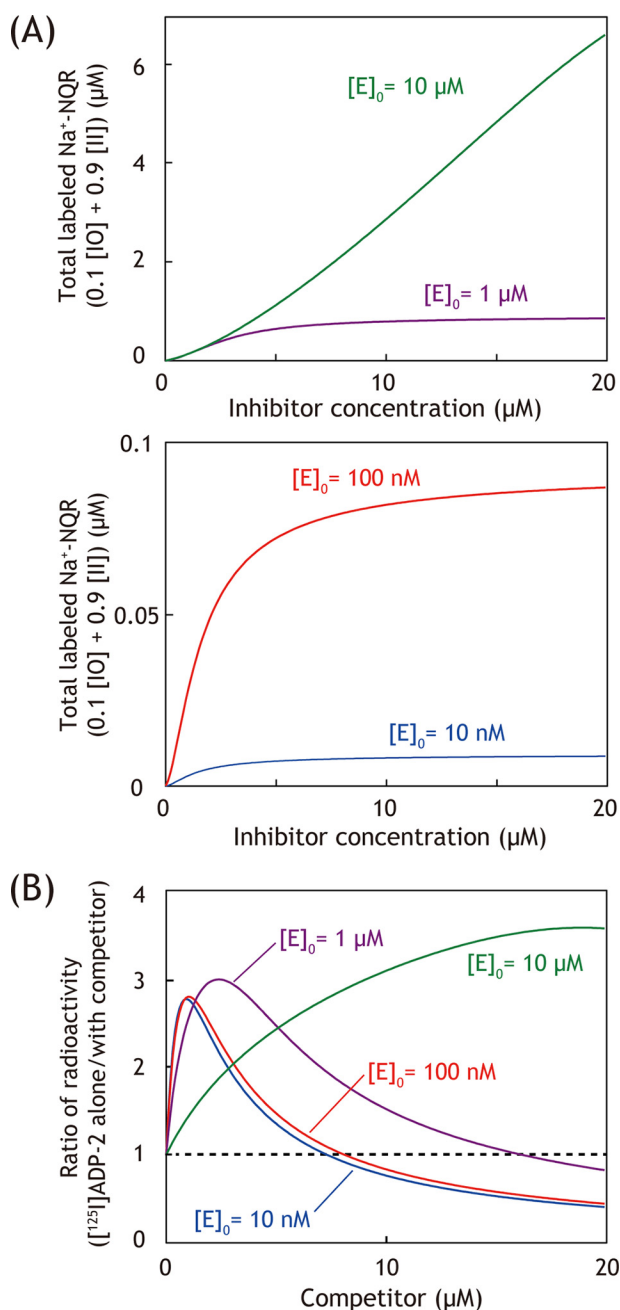 (A)
Total labeled Na⁺-NQR
(0.1 [IO] + 0.9 [II]) (μM)
6
4
2
0
[E]₀= 10 μM
[E]₀= 1 μM
0
10
20
Inhibitor concentration (μM)
Total labeled Na⁺-NQR
(0.1 [IO] + 0.9 [II]) (μM)
0.1
0.05
0
[E]₀= 100 nM
[E]₀= 10 nM
0
10
20
Inhibitor concentration (μM)
(B)
Ratio of radioactivity
([¹²⁵I]ADP-2 alone/with competitor)
4
3
2
1
0
[E]₀= 1 μM
[E]₀= 10 μM
[E]₀= 100 nM
[E]₀= 10 nM
0
10
20
Competitor (μM)